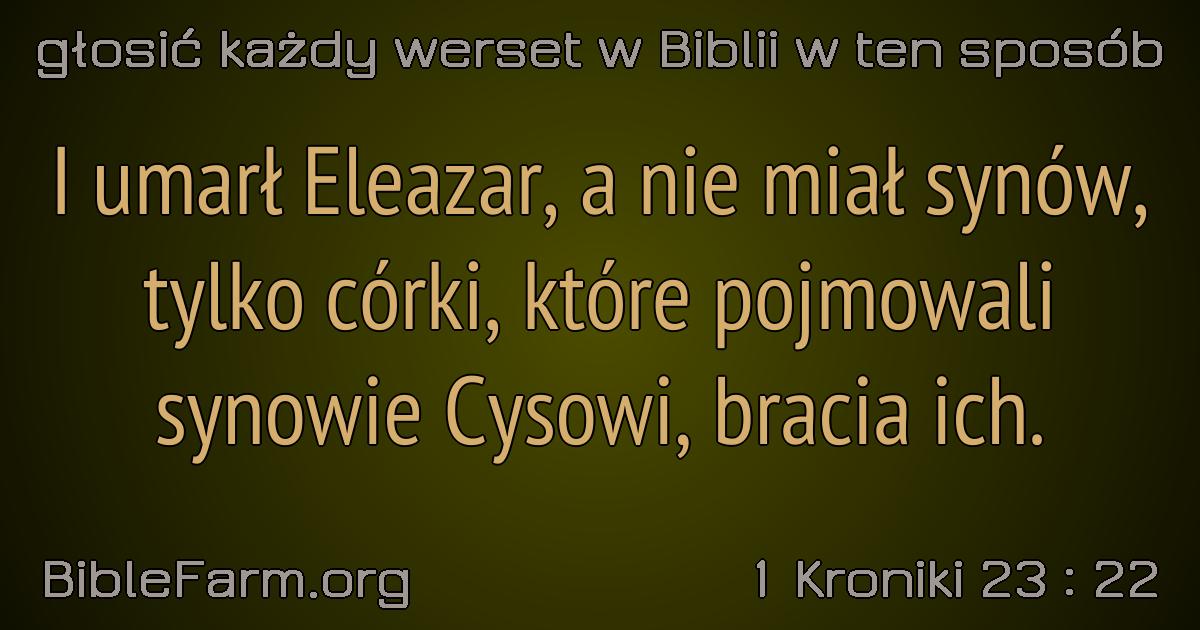 głosić każdy werset w Biblii w ten sposób
I umarł Eleazar, a nie miał synów,
tylko córki, które pojmowali
synowie Cysowi, bracia ich.
BibleFarm.org
1 Kroniki 23 : 22